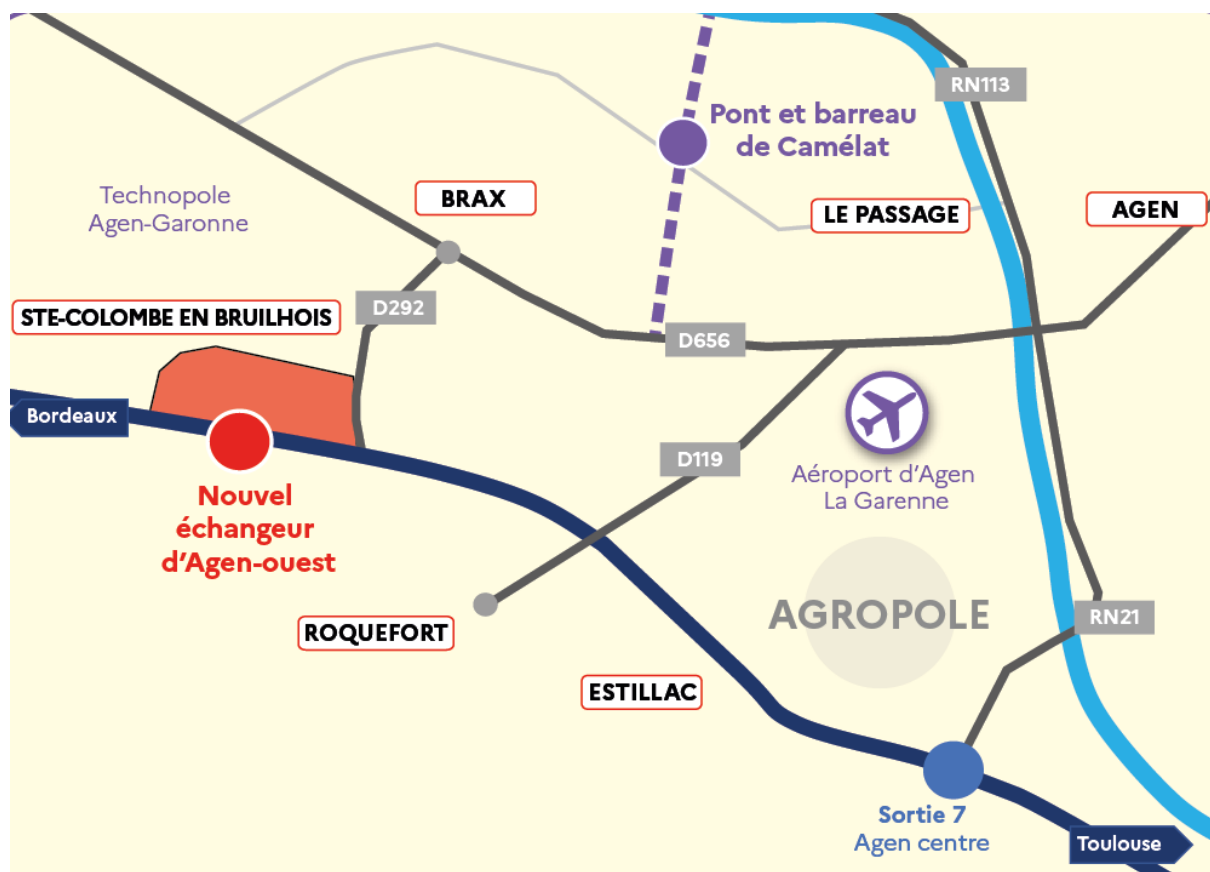 RN113
Pont et barreau
de Camélat
Technopole
Agen-Garonne
BRAX
LE PASSAGE
AGEN
STE-COLOMBE EN BRUILHOIS
D292
D656
Bordeaux
D119
Aéroport d'Agen
La Garenne
Nouvel
échangeur
d'Agen-ouest
AGROPOLE
RN21
ROQUEFORT
ESTILLAC
Sortie 7
Agen centre
Toulouse